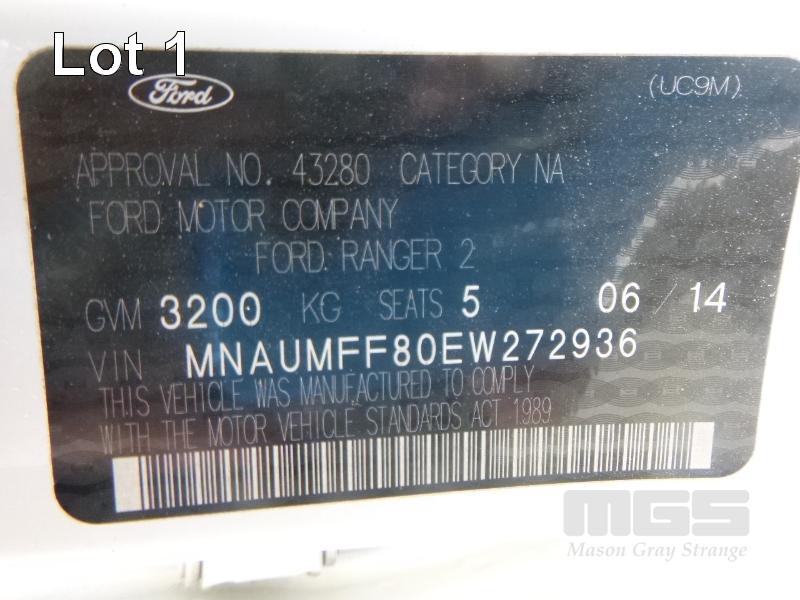 Lot 1
Ford
(UC9M)
APPROVAL NO. 43280 CATEGORY NA
FORD MOTOR COMPANY
FORD RANGER 2
GVM 3200 KG SEATS 5 06 / 14
VIN MNAUMFF80EW272936
THIS VEHICLE WAS MANUFACTURED TO COMPLY
WITH THE MOTOR VEHICLE STANDARDS ACT 1989
MGS
Mason Gray Strange